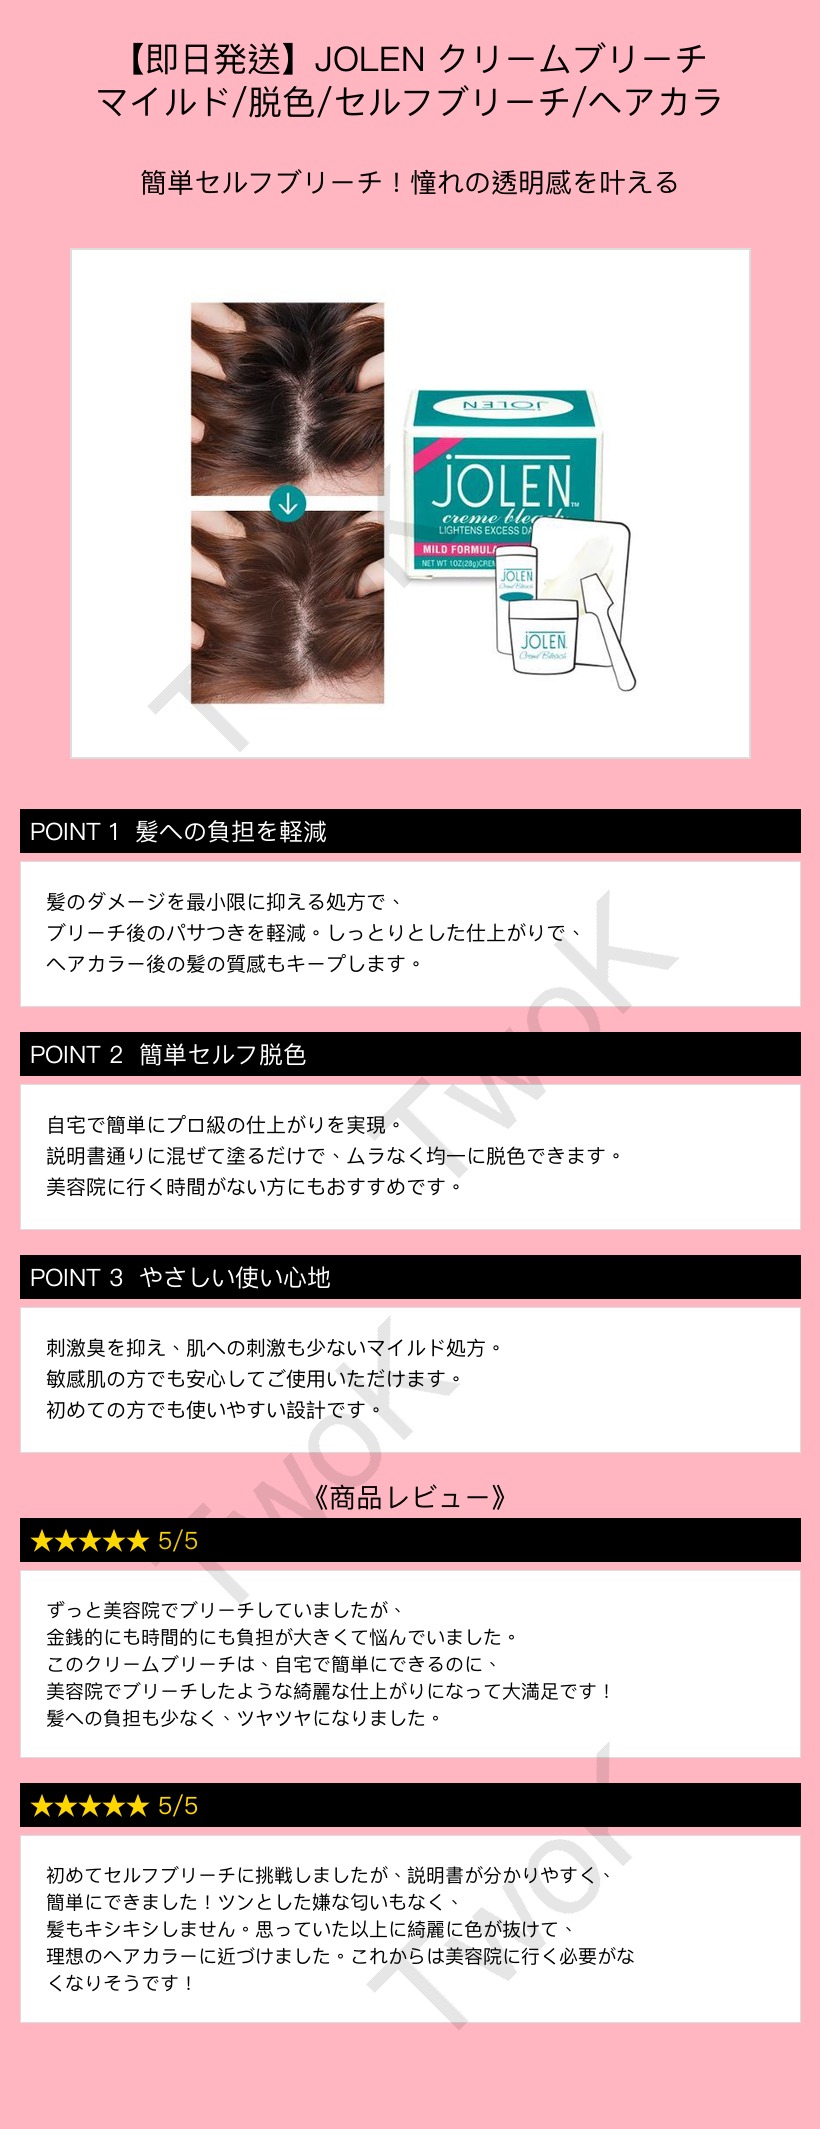 【即日発送】JOLEN クリームブリーチ
マイルド/脱色/セルフブリーチ/ヘアカラ
簡単セルフブリーチ！憧れの透明感を叶える
JOLEN
JOLEN™
creme bleach
LIGHTENS EXCESS DA
MILD FORMULA
NET WT 1OZ(28g)CREM
JOLEN
Creme Bleach
JOLEN
Creme Bleach
POINT 1 髪への負担を軽減
髪のダメージを最小限に抑える処方で、
ブリーチ後のパサつきを軽減。しっとりとした仕上がりで、
ヘアカラー後の髪の質感もキープします。
POINT 2 簡単セルフ脱色
自宅で簡単にプロ級の仕上がりを実現。
説明書通りに混ぜて塗るだけで、ムラなく均一に脱色できます。
美容院に行く時間がない方にもおすすめです。
POINT 3 やさしい使い心地
刺激臭を抑え、肌への刺激も少ないマイルド処方。
敏感肌の方でも安心してご使用いただけます。
初めての方でも使いやすい設計です。
《商品レビュー》
★★★★★ 5/5
ずっと美容院でブリーチしていましたが、
金銭的にも時間的にも負担が大きくて悩んでいました。
このクリームブリーチは、自宅で簡単にできるのに、
美容院でブリーチしたような綺麗な仕上がりになって大満足です！
髪への負担も少なく、ツヤツヤになりました。
★★★★★ 5/5
初めてセルフブリーチに挑戦しましたが、説明書が分かりやすく、
簡単にできました！ツンとした嫌な匂いもなく、
髪もキシキシしません。思っていた以上に綺麗に色が抜けて、
理想のヘアカラーに近づけました。これからは美容院に行く必要がな
くなりそうです！
TwoK
TwoK
TwoK
TwoK